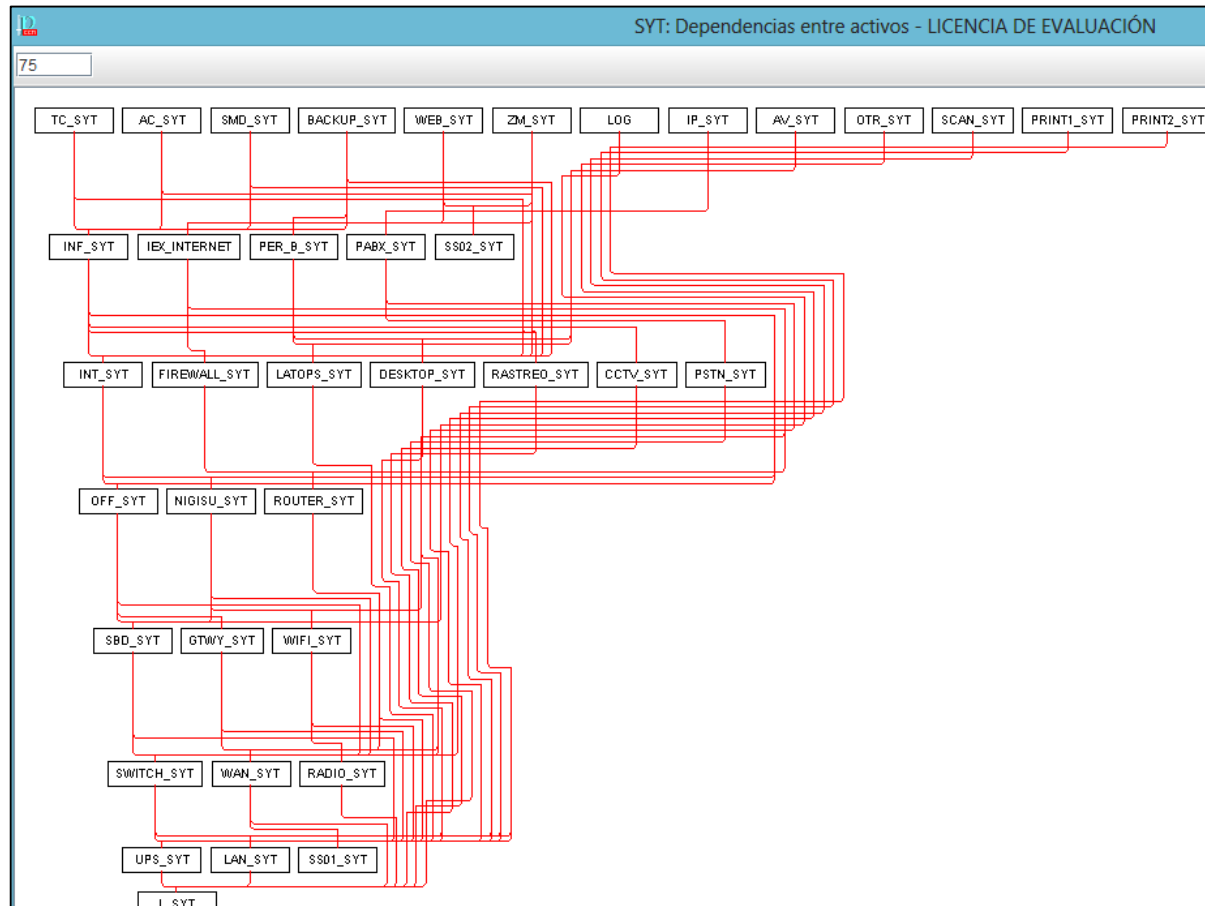 SYT: Dependencias entre activos - LICENCIA DE EVALUACIÓN
75
TC_SYT AC_SYT SMD_SYT BACKUP_SYT WEB_SYT ZM_SYT LOG IP_SYT AV_SYT OTR_SYT SCAN_SYT PRINT1_SYT PRINT2_SYT
INF_SYT IEX_INTERNET PER_B_SYT PABX_SYT SS02_SYT
INT_SYT FIREWALL_SYT LATOPS_SYT DESKTOP_SYT RASTREO_SYT CCTV_SYT PSTN_SYT
OFF_SYT NIGISU_SYT ROUTER_SYT
SBD_SYT GTWY_SYT WIFI_SYT
SWITCH_SYT WAN_SYT RADIO_SYT
UPS_SYT LAN_SYT SS01_SYT